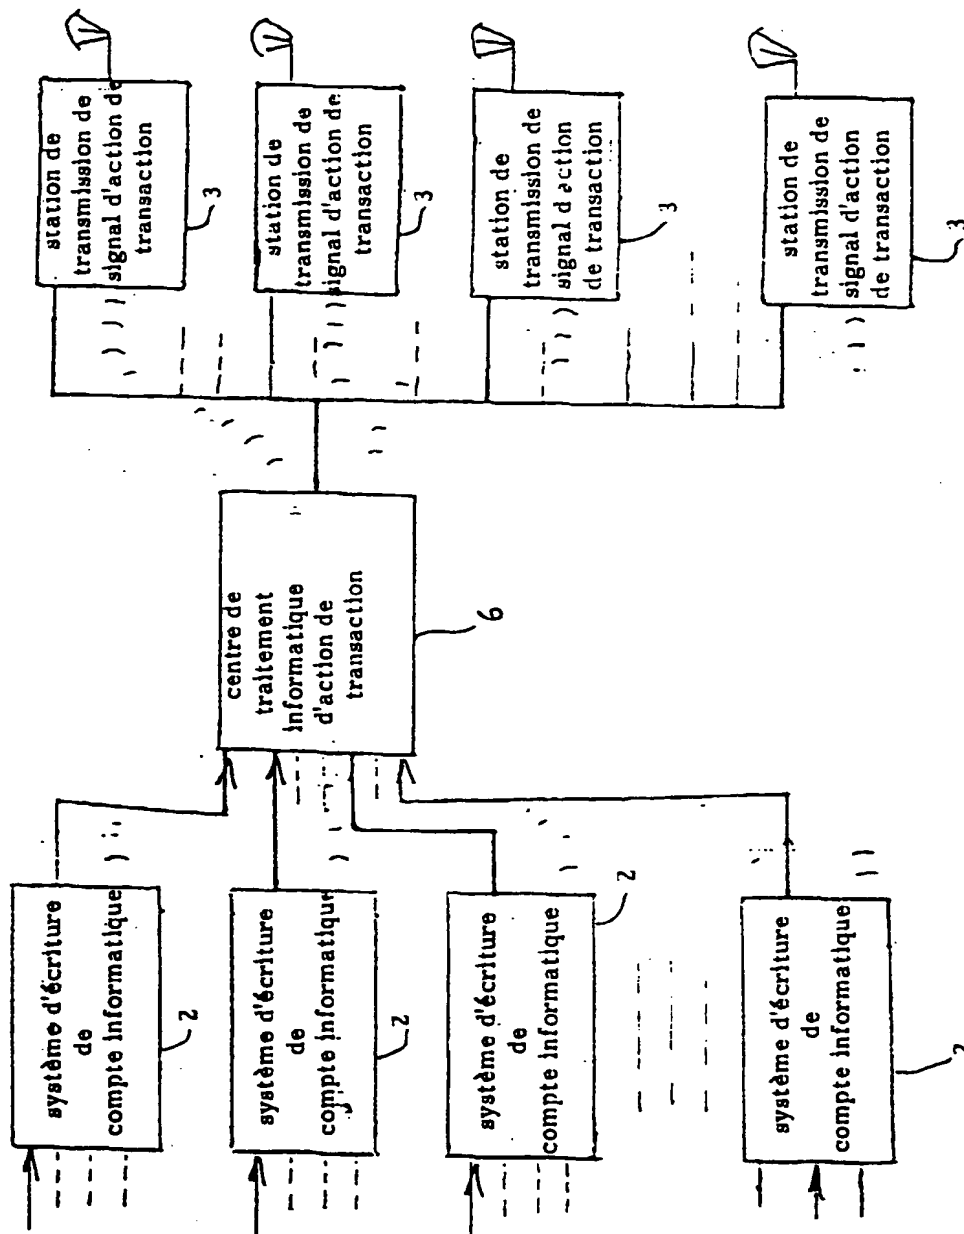 station de
transmission de
signal d'action de
transaction
3
station de
transmission de
signal d'action de
transaction
3
station de
transmission de
signal d'action
de transaction
3
station de
transmission de
signal d'action
de transaction
3
centre de
traitement
informatique
d'action de
transaction
6
système d'écriture
de
compte informatique
2
système d'écriture
de
compte informatique
2
système d'écriture
de
compte informatique
2
système d'écriture
de
compte informatique